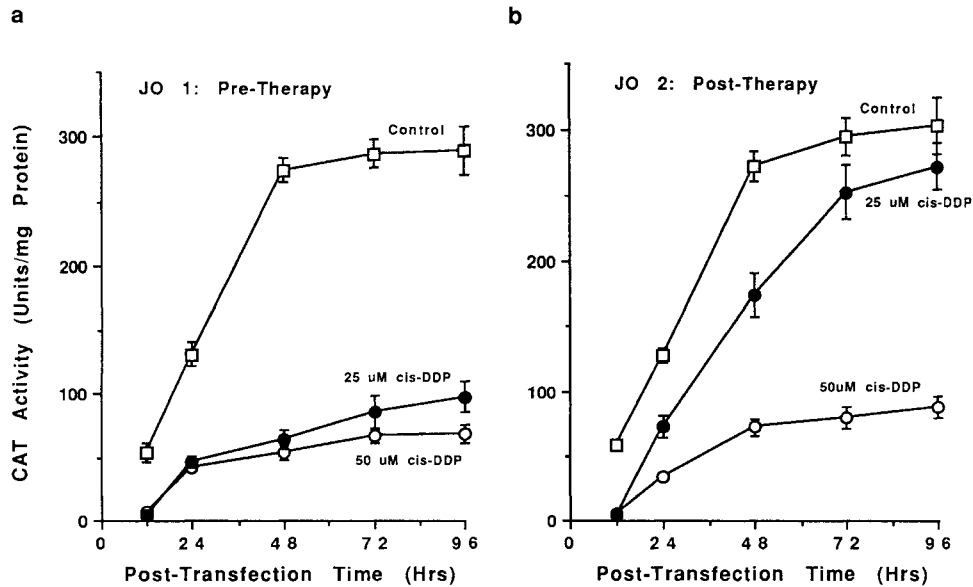 a
b
JO 1: Pre-Therapy
JO 2: Post-Therapy
CAT Activity (Units/mg Protein)
300
200
100
0
Control
25 uM cis-DDP
50 uM cis-DDP
0 24 48 72 96
Post-Transfection Time (Hrs)
300
200
100
0
Control
25 uM cis-DDP
50uM cis-DDP
0 24 48 72 96
Post-Transfection Time (Hrs)